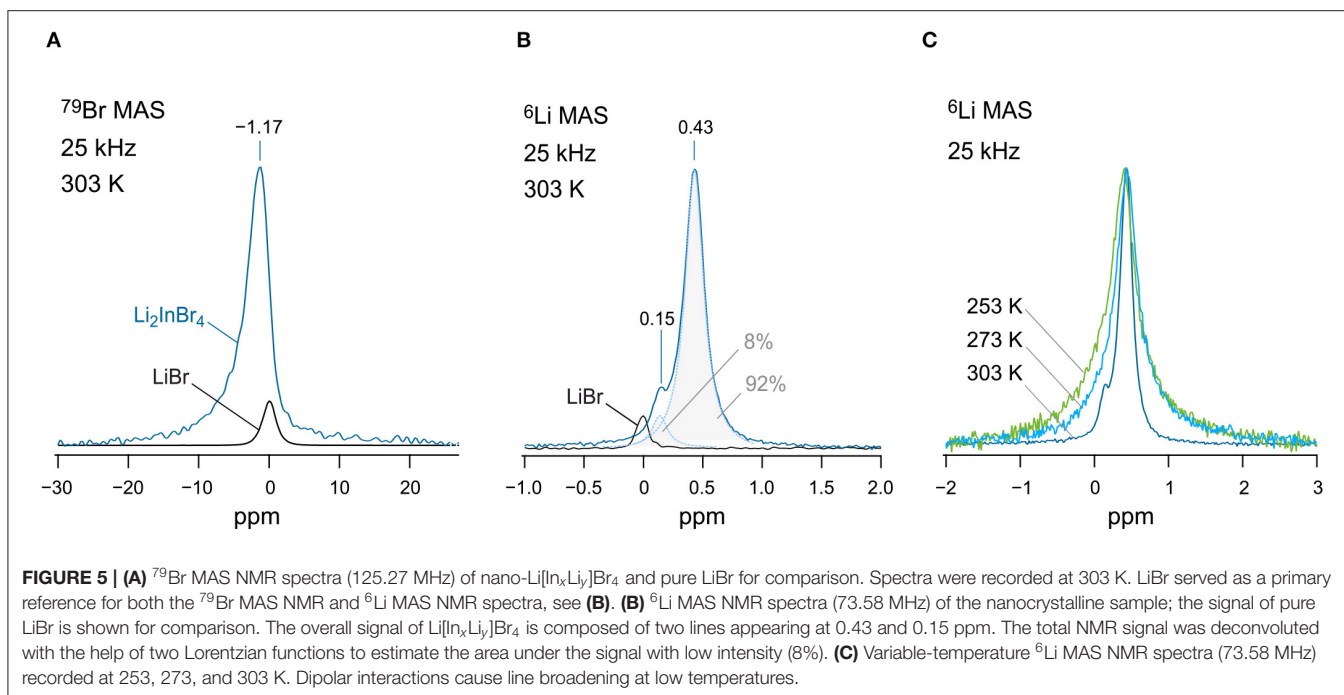 A
⁷⁹Br MAS
25 kHz
303 K
−1.17
Li₂InBr₄
LiBr
−30 −20 −10 0 10 20
ppm
B
⁶Li MAS
25 kHz
303 K
0.43
0.15
8%
92%
LiBr
−1.0 −0.5 0 0.5 1.0 1.5 2.0
ppm
C
⁶Li MAS
25 kHz
253 K
273 K
303 K
−2 −1 0 1 2 3
ppm
FIGURE 5 | (A) ⁷⁹Br MAS NMR spectra (125.27 MHz) of nano-Li[InₓLiᵧ]Br₄ and pure LiBr for comparison. Spectra were recorded at 303 K. LiBr served as a primary
reference for both the ⁷⁹Br MAS NMR and ⁶Li MAS NMR spectra, see (B). (B) ⁶Li MAS NMR spectra (73.58 MHz) of the nanocrystalline sample; the signal of pure
LiBr is shown for comparison. The overall signal of Li[InₓLiᵧ]Br₄ is composed of two lines appearing at 0.43 and 0.15 ppm. The total NMR signal was deconvoluted
with the help of two Lorentzian functions to estimate the area under the signal with low intensity (8%). (C) Variable-temperature ⁶Li MAS NMR spectra (73.58 MHz)
recorded at 253, 273, and 303 K. Dipolar interactions cause line broadening at low temperatures.